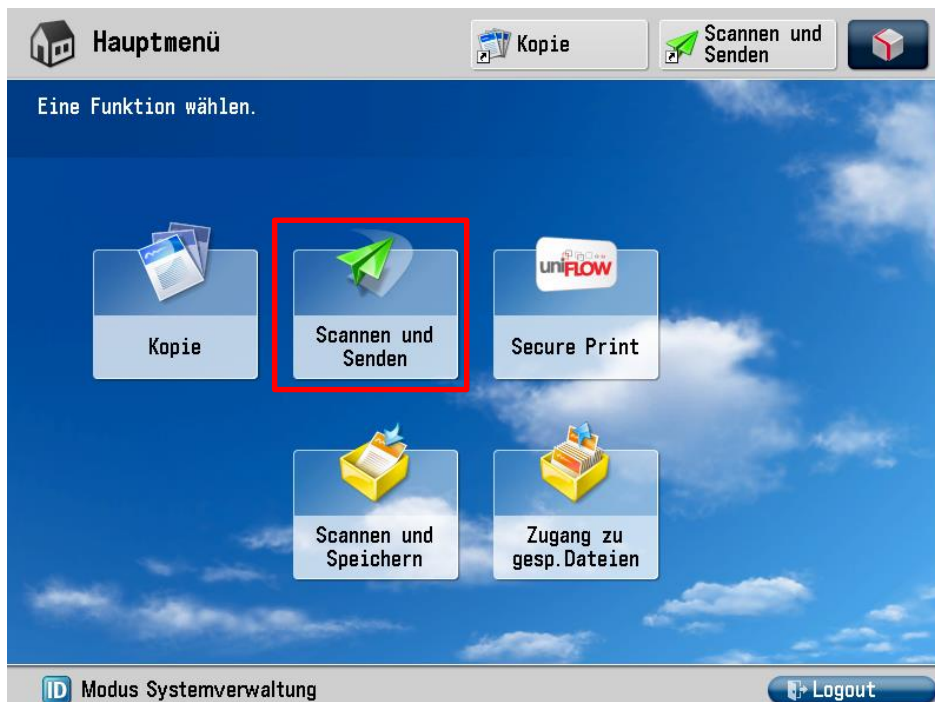 Hauptmenü
Kopie
Scannen und
Senden
Eine Funktion wählen.
Kopie
Scannen und
Senden
uniFLOW
Secure Print
Scannen und
Speichern
Zugang zu
gesp.Dateien
ID Modus Systemverwaltung
Logout